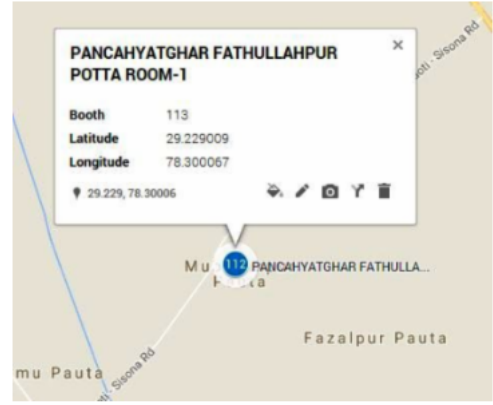 PANCAHYATGHAR FATHULLAHPUR
POTTA ROOM-1
×
Booth 113
Latitude 29.229009
Longitude 78.300067
29.229, 78.30006
Sisona Rd
112 PANCAHYATGHAR FATHULLA...
Fazalpur Pauta
mu Pauta
Sisona Rd